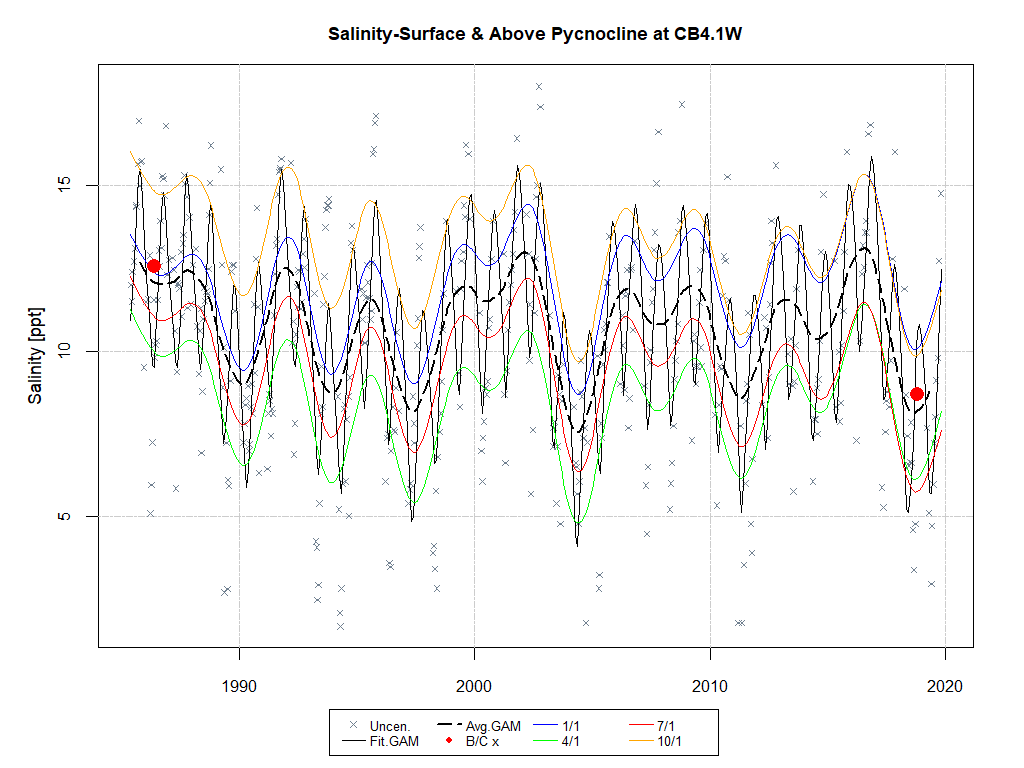 Salinity-Surface & Above Pycnocline at CB4.1W
Salinity [ppt]
15
10
5
1990 2000 2010 2020
Uncen. Avg.GAM 1/1 7/1
Fit.GAM B/C x 4/1 10/1